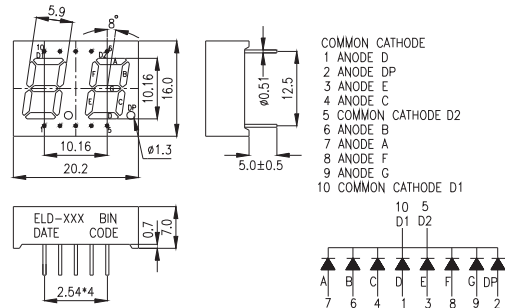 5.9
8°
10
6
D1
D2
A
F
B
G
E
C
D
DP
1
5
10.16
16.0
10.16
ø1.3
20.2
ø0.51
12.5
5.0±0.5
COMMON CATHODE
1 ANODE D
2 ANODE DP
3 ANODE E
4 ANODE C
5 COMMON CATHODE D2
6 ANODE B
7 ANODE A
8 ANODE F
9 ANODE G
10 COMMON CATHODE D1
ELD-XXX BIN
DATE CODE
0.7
7.0
2.54*4
10 5
D1 D2
A B C D E F G DP
7 6 4 1 3 8 9 2